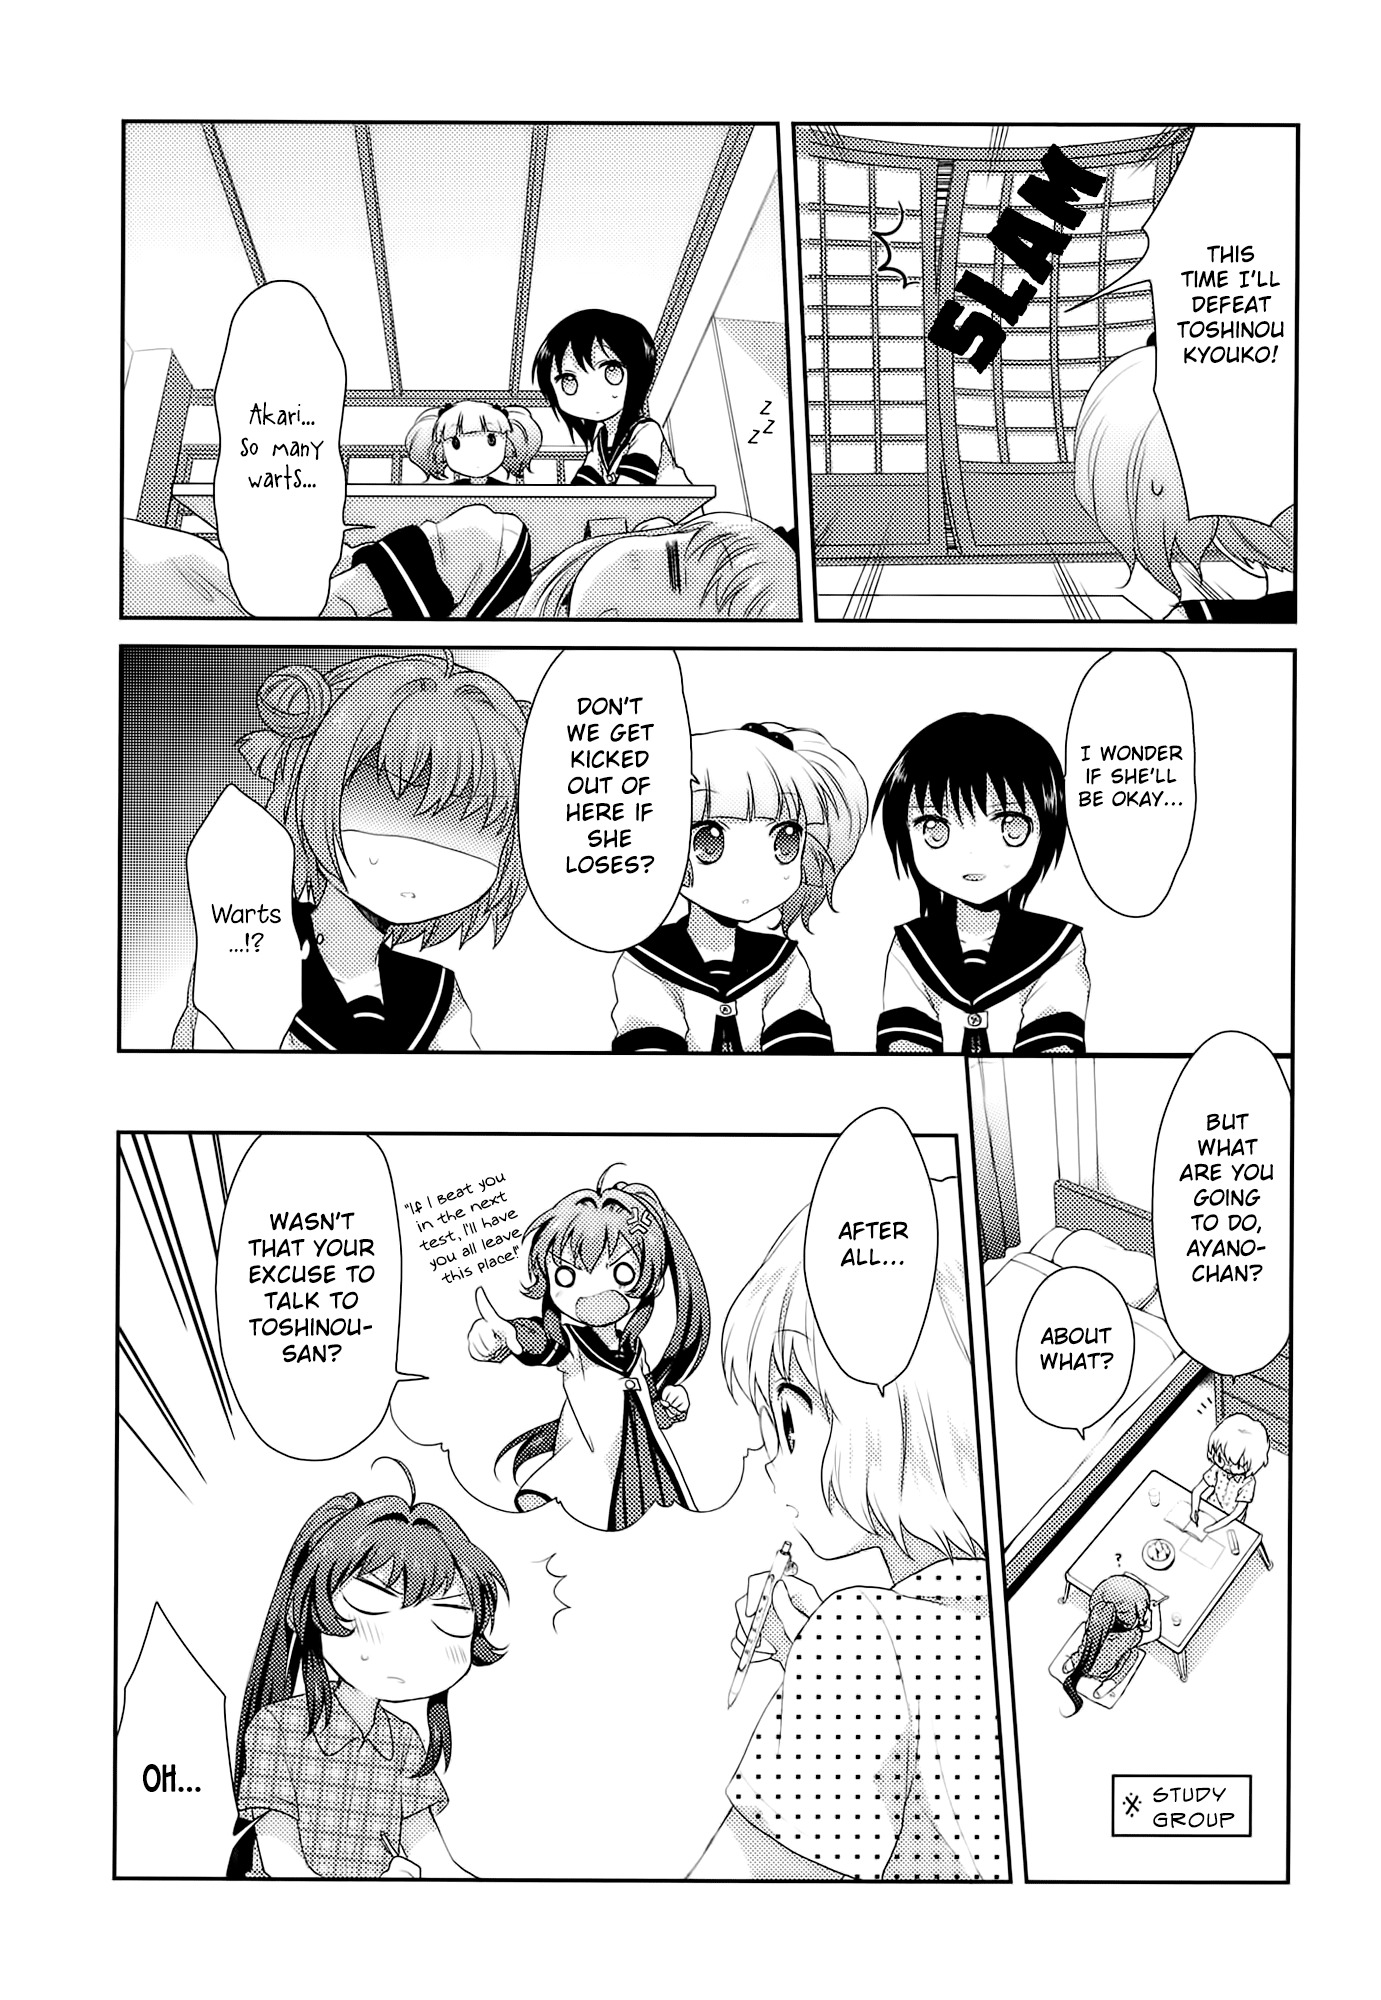 THIS
TIME I'LL
DEFEAT
TOSHINOU
KYOUKO!
SLAM
Z
Z
Z
Akari...
So many
warts...
I WONDER
IF SHE'LL
BE OKAY...
DON'T
WE GET
KICKED
OUT OF
HERE IF
SHE
LOSES?
Warts
...!?
BUT
WHAT
ARE YOU
GOING
TO DO,
AYANO-
CHAN?
ABOUT
WHAT?
?
※ STUDY
GROUP
AFTER
ALL...
"If I beat you
in the next
test, I'll have
you all leave
this place!"
WASN'T
THAT YOUR
EXCUSE TO
TALK TO
TOSHINOU-
SAN?
OH...